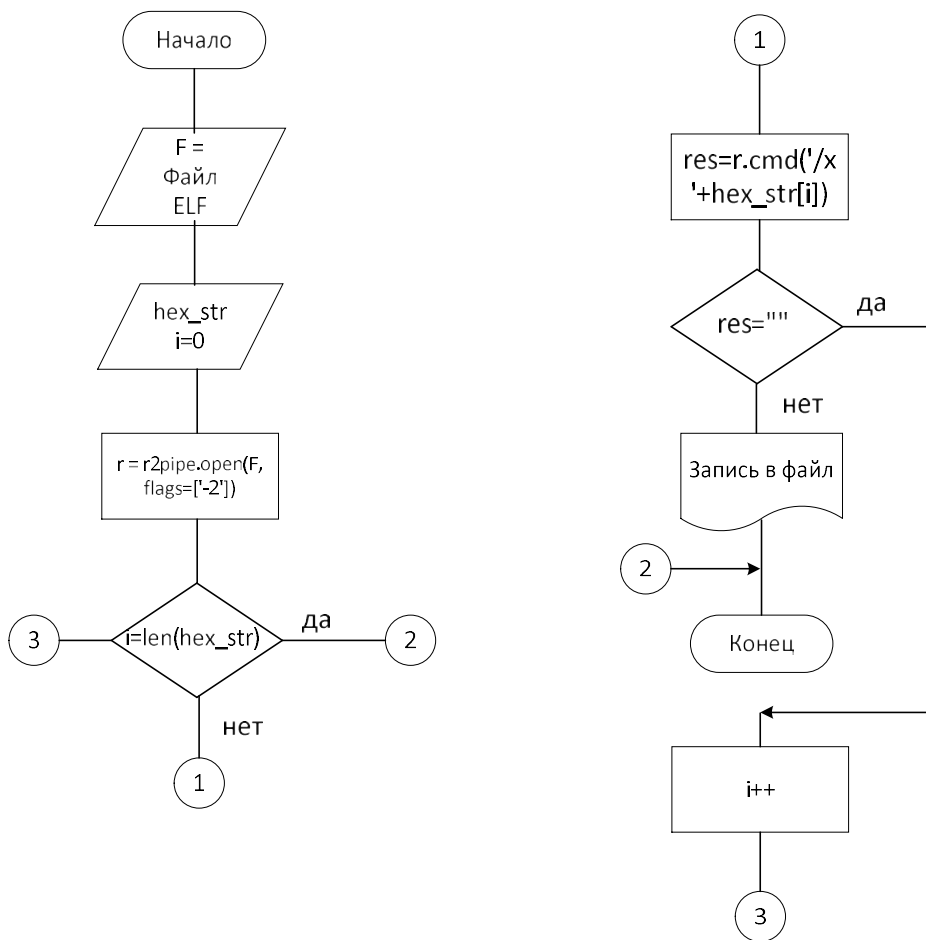 Начало
F =
Файл
ELF
hex_str
i=0
r = r2pipe.open(F,
flags=['-2'])
3
i=len(hex_str)
да
2
нет
1
1
res=r.cmd('/x
'+hex_str[i])
res=""
да
нет
Запись в файл
2
Конец
i++
3